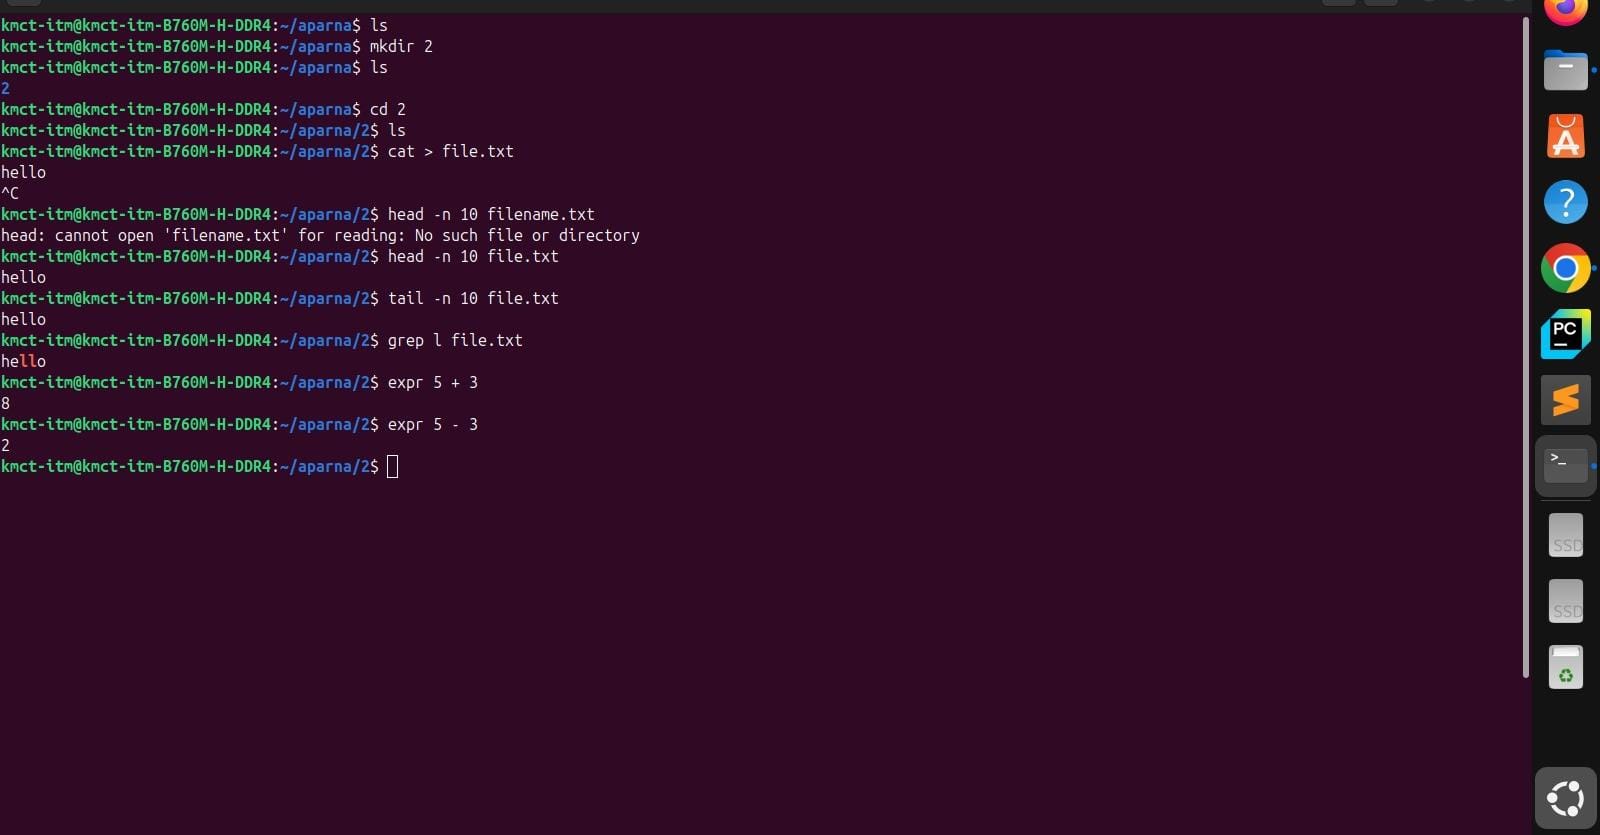 kmct-itm@kmct-itm-B760M-H-DDR4:~/aparna$ ls
kmct-itm@kmct-itm-B760M-H-DDR4:~/aparna$ mkdir 2
kmct-itm@kmct-itm-B760M-H-DDR4:~/aparna$ ls
2
kmct-itm@kmct-itm-B760M-H-DDR4:~/aparna$ cd 2
kmct-itm@kmct-itm-B760M-H-DDR4:~/aparna/2$ ls
kmct-itm@kmct-itm-B760M-H-DDR4:~/aparna/2$ cat > file.txt
hello
^C
kmct-itm@kmct-itm-B760M-H-DDR4:~/aparna/2$ head -n 10 filename.txt
head: cannot open 'filename.txt' for reading: No such file or directory
kmct-itm@kmct-itm-B760M-H-DDR4:~/aparna/2$ head -n 10 file.txt
hello
kmct-itm@kmct-itm-B760M-H-DDR4:~/aparna/2$ tail -n 10 file.txt
hello
kmct-itm@kmct-itm-B760M-H-DDR4:~/aparna/2$ grep l file.txt
hello
kmct-itm@kmct-itm-B760M-H-DDR4:~/aparna/2$ expr 5 + 3
8
kmct-itm@kmct-itm-B760M-H-DDR4:~/aparna/2$ expr 5 - 3
2
kmct-itm@kmct-itm-B760M-H-DDR4:~/aparna/2$
A
?
PC
>_
SSD
SSD